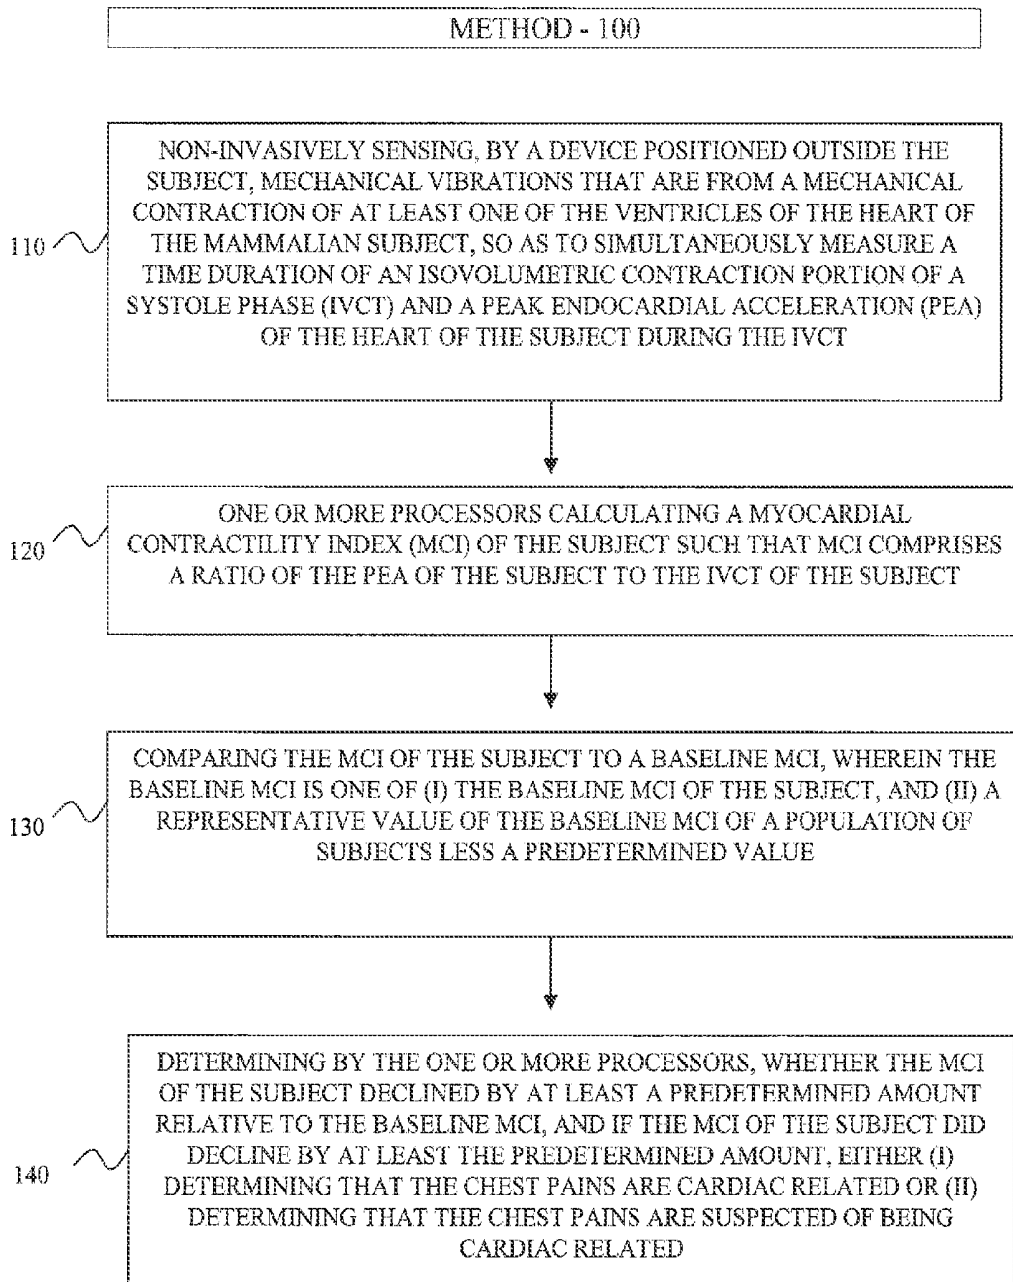 METHOD - 100
NON-INVASIVELY SENSING, BY A DEVICE POSITIONED OUTSIDE THE
SUBJECT, MECHANICAL VIBRATIONS THAT ARE FROM A MECHANICAL
CONTRACTION OF AT LEAST ONE OF THE VENTRICLES OF THE HEART OF
THE MAMMALIAN SUBJECT, SO AS TO SIMULTANEOUSLY MEASURE A
TIME DURATION OF AN ISOVOLUMETRIC CONTRACTION PORTION OF A
SYSTOLE PHASE (IVCT) AND A PEAK ENDOCARDIAL ACCELERATION (PEA)
OF THE HEART OF THE SUBJECT DURING THE IVCT
110
ONE OR MORE PROCESSORS CALCULATING A MYOCARDIAL
CONTRACTILITY INDEX (MCI) OF THE SUBJECT SUCH THAT MCI COMPRISES
A RATIO OF THE PEA OF THE SUBJECT TO THE IVCT OF THE SUBJECT
120
COMPARING THE MCI OF THE SUBJECT TO A BASELINE MCI, WHEREIN THE
BASELINE MCI IS ONE OF (I) THE BASELINE MCI OF THE SUBJECT, AND (II) A
REPRESENTATIVE VALUE OF THE BASELINE MCI OF A POPULATION OF
SUBJECTS LESS A PREDETERMINED VALUE
130
DETERMINING BY THE ONE OR MORE PROCESSORS, WHETHER THE MCI
OF THE SUBJECT DECLINED BY AT LEAST A PREDETERMINED AMOUNT
RELATIVE TO THE BASELINE MCI, AND IF THE MCI OF THE SUBJECT DID
DECLINE BY AT LEAST THE PREDETERMINED AMOUNT, EITHER (I)
DETERMINING THAT THE CHEST PAINS ARE CARDIAC RELATED OR (II)
DETERMINING THAT THE CHEST PAINS ARE SUSPECTED OF BEING
CARDIAC RELATED
140